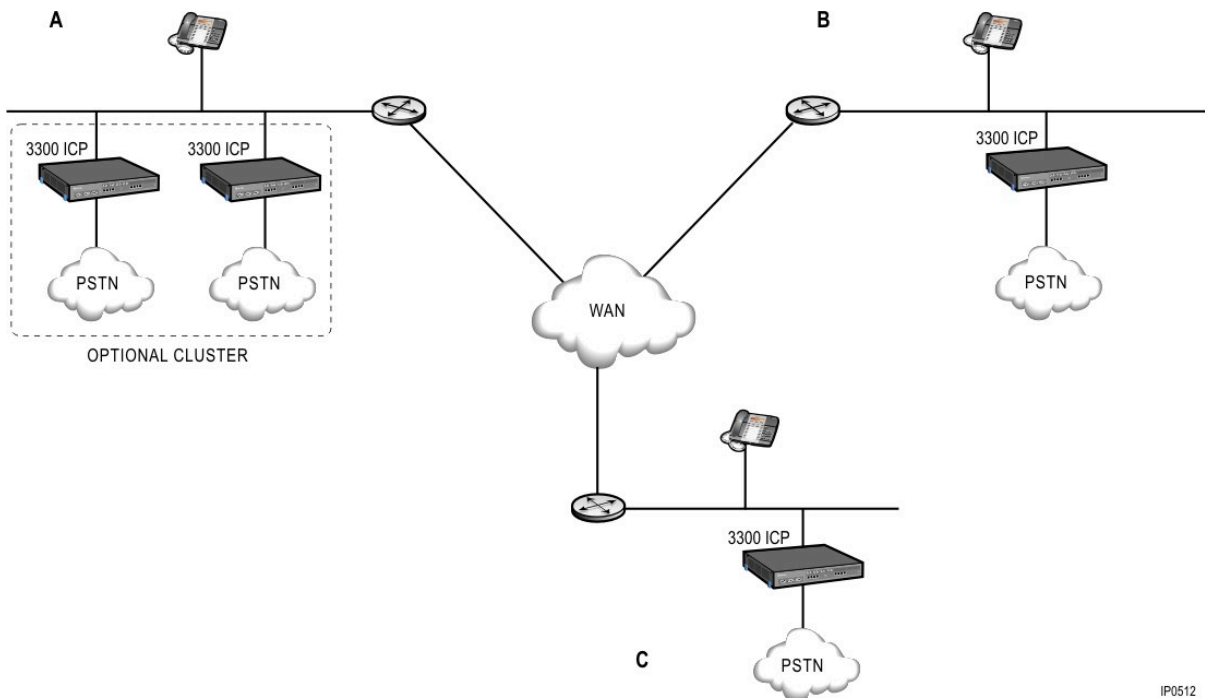 A
B
3300 ICP
3300 ICP
3300 ICP
PSTN
PSTN
PSTN
WAN
OPTIONAL CLUSTER
3300 ICP
C
PSTN
IP0512